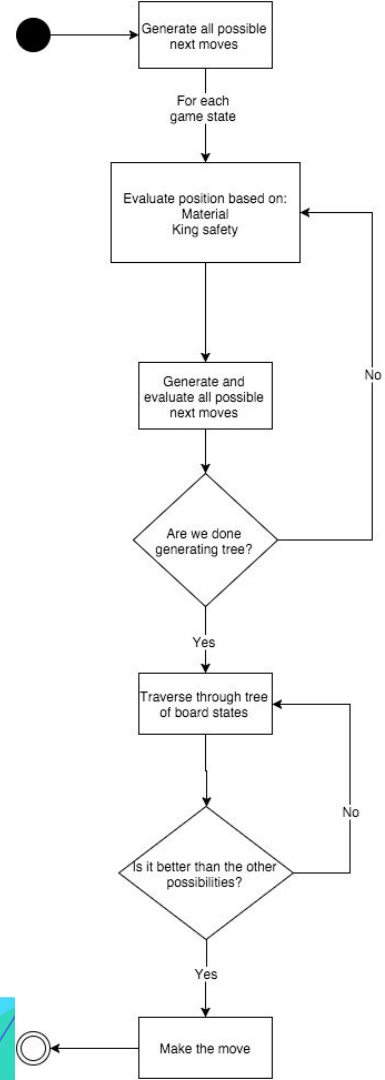 Generate all possible
next moves
For each
game state
Evaluate position based on:
Material
King safety
Generate and
evaluate all possible
next moves
No
Are we done
generating tree?
Yes
Traverse through tree
of board states
No
Is it better than the other
possibilities?
Yes
Make the move